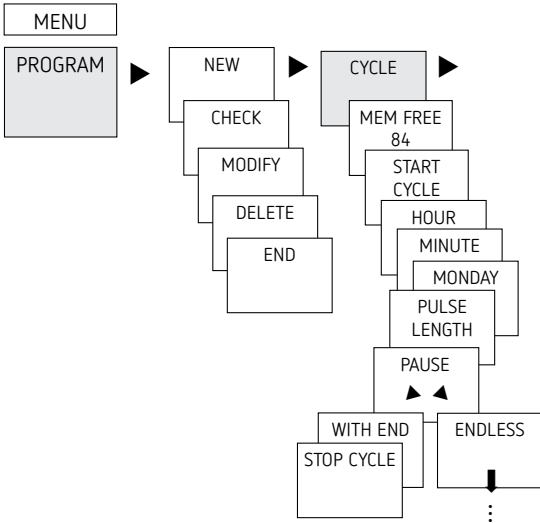 MENU
PROGRAM
NEW
CHECK
MODIFY
DELETE
END
CYCLE
MEM FREE
84
START
CYCLE
HOUR
MINUTE
MONDAY
PULSE
LENGTH
PAUSE
WITH END
STOP CYCLE
ENDLESS